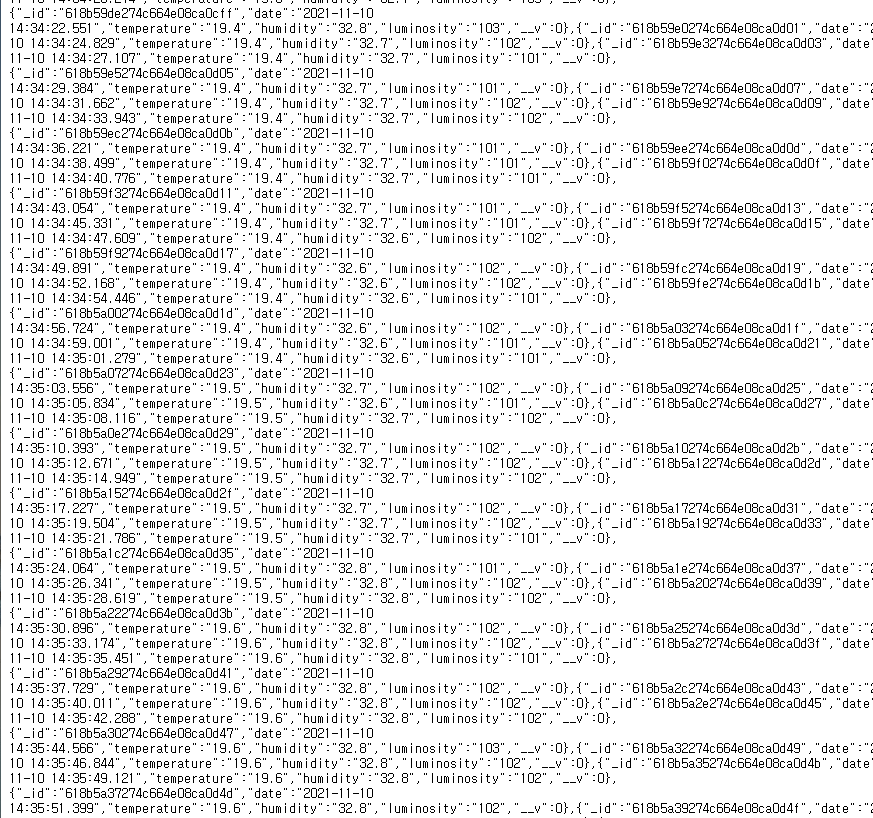 {"_id":"618b59de274c664e08ca0cff","date":"2021-11-10
14:34:22.551","temperature":"19.4","humidity":"32.8","luminosity":"103","__v":0},{"_id":"618b59e0274c664e08ca0d01","date":"2
10 14:34:24.829","temperature":"19.4","humidity":"32.7","luminosity":"102","__v":0},{"_id":"618b59e3274c664e08ca0d03","date":
11-10 14:34:27.107","temperature":"19.4","humidity":"32.7","luminosity":"101","__v":0},
{"_id":"618b59e5274c664e08ca0d05","date":"2021-11-10
14:34:29.384","temperature":"19.4","humidity":"32.7","luminosity":"101","__v":0},{"_id":"618b59e7274c664e08ca0d07","date":"2
10 14:34:31.662","temperature":"19.4","humidity":"32.7","luminosity":"102","__v":0},{"_id":"618b59e9274c664e08ca0d09","date":
11-10 14:34:33.943","temperature":"19.4","humidity":"32.7","luminosity":"102","__v":0},
{"_id":"618b59ec274c664e08ca0d0b","date":"2021-11-10
14:34:36.221","temperature":"19.4","humidity":"32.7","luminosity":"101","__v":0},{"_id":"618b59ee274c664e08ca0d0d","date":"2
10 14:34:38.499","temperature":"19.4","humidity":"32.7","luminosity":"101","__v":0},{"_id":"618b59f0274c664e08ca0d0f","date":
11-10 14:34:40.776","temperature":"19.4","humidity":"32.7","luminosity":"101","__v":0},
{"_id":"618b59f3274c664e08ca0d11","date":"2021-11-10
14:34:43.054","temperature":"19.4","humidity":"32.7","luminosity":"101","__v":0},{"_id":"618b59f5274c664e08ca0d13","date":"2
10 14:34:45.331","temperature":"19.4","humidity":"32.7","luminosity":"101","__v":0},{"_id":"618b59f7274c664e08ca0d15","date":
11-10 14:34:47.609","temperature":"19.4","humidity":"32.6","luminosity":"102","__v":0},
{"_id":"618b59f9274c664e08ca0d17","date":"2021-11-10
14:34:49.891","temperature":"19.4","humidity":"32.6","luminosity":"102","__v":0},{"_id":"618b59fc274c664e08ca0d19","date":"2
10 14:34:52.168","temperature":"19.4","humidity":"32.6","luminosity":"102","__v":0},{"_id":"618b59fe274c664e08ca0d1b","date":
11-10 14:34:54.446","temperature":"19.4","humidity":"32.6","luminosity":"101","__v":0},
{"_id":"618b5a00274c664e08ca0d1d","date":"2021-11-10
14:34:56.724","temperature":"19.4","humidity":"32.6","luminosity":"102","__v":0},{"_id":"618b5a03274c664e08ca0d1f","date":"2
10 14:34:59.001","temperature":"19.4","humidity":"32.6","luminosity":"101","__v":0},{"_id":"618b5a05274c664e08ca0d21","date":
11-10 14:35:01.279","temperature":"19.4","humidity":"32.6","luminosity":"101","__v":0},
{"_id":"618b5a07274c664e08ca0d23","date":"2021-11-10
14:35:03.556","temperature":"19.5","humidity":"32.7","luminosity":"102","__v":0},{"_id":"618b5a09274c664e08ca0d25","date":"2
10 14:35:05.834","temperature":"19.5","humidity":"32.6","luminosity":"101","__v":0},{"_id":"618b5a0c274c664e08ca0d27","date":
11-10 14:35:08.116","temperature":"19.5","humidity":"32.7","luminosity":"102","__v":0},
{"_id":"618b5a0e274c664e08ca0d29","date":"2021-11-10
14:35:10.393","temperature":"19.5","humidity":"32.7","luminosity":"102","__v":0},{"_id":"618b5a10274c664e08ca0d2b","date":"2
10 14:35:12.671","temperature":"19.5","humidity":"32.7","luminosity":"102","__v":0},{"_id":"618b5a12274c664e08ca0d2d","date":
11-10 14:35:14.949","temperature":"19.5","humidity":"32.7","luminosity":"102","__v":0},
{"_id":"618b5a15274c664e08ca0d2f","date":"2021-11-10
14:35:17.227","temperature":"19.5","humidity":"32.7","luminosity":"102","__v":0},{"_id":"618b5a17274c664e08ca0d31","date":"2
10 14:35:19.504","temperature":"19.5","humidity":"32.7","luminosity":"102","__v":0},{"_id":"618b5a19274c664e08ca0d33","date":
11-10 14:35:21.786","temperature":"19.5","humidity":"32.7","luminosity":"101","__v":0},
{"_id":"618b5a1c274c664e08ca0d35","date":"2021-11-10
14:35:24.064","temperature":"19.5","humidity":"32.8","luminosity":"101","__v":0},{"_id":"618b5a1e274c664e08ca0d37","date":"2
10 14:35:26.341","temperature":"19.5","humidity":"32.8","luminosity":"102","__v":0},{"_id":"618b5a20274c664e08ca0d39","date":
11-10 14:35:28.619","temperature":"19.5","humidity":"32.8","luminosity":"102","__v":0},
{"_id":"618b5a22274c664e08ca0d3b","date":"2021-11-10
14:35:30.896","temperature":"19.6","humidity":"32.8","luminosity":"102","__v":0},{"_id":"618b5a25274c664e08ca0d3d","date":"2
10 14:35:33.174","temperature":"19.6","humidity":"32.8","luminosity":"102","__v":0},{"_id":"618b5a27274c664e08ca0d3f","date":
11-10 14:35:35.451","temperature":"19.6","humidity":"32.8","luminosity":"101","__v":0},
{"_id":"618b5a29274c664e08ca0d41","date":"2021-11-10
14:35:37.729","temperature":"19.6","humidity":"32.8","luminosity":"102","__v":0},{"_id":"618b5a2c274c664e08ca0d43","date":"2
10 14:35:40.011","temperature":"19.6","humidity":"32.8","luminosity":"102","__v":0},{"_id":"618b5a2e274c664e08ca0d45","date":
11-10 14:35:42.288","temperature":"19.6","humidity":"32.8","luminosity":"102","__v":0},
{"_id":"618b5a30274c664e08ca0d47","date":"2021-11-10
14:35:44.566","temperature":"19.6","humidity":"32.8","luminosity":"103","__v":0},{"_id":"618b5a32274c664e08ca0d49","date":"2
10 14:35:46.844","temperature":"19.6","humidity":"32.8","luminosity":"102","__v":0},{"_id":"618b5a35274c664e08ca0d4b","date":
11-10 14:35:49.121","temperature":"19.6","humidity":"32.8","luminosity":"102","__v":0},
{"_id":"618b5a37274c664e08ca0d4d","date":"2021-11-10
14:35:51.399","temperature":"19.6","humidity":"32.8","luminosity":"102","__v":0},{"_id":"618b5a39274c664e08ca0d4f","date":"2